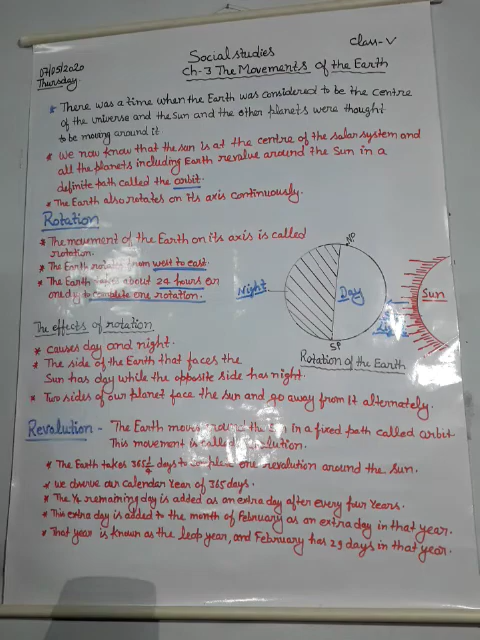 Class-V
Social studies
07/05/2020
Thursday
Ch-3 The Movements of the Earth
* There was a time when the Earth was considered to be the centre
of the universe and the sun and the other planets were thought
to be moving around it
* We now know that the sun is at the centre of the solar system and
all the planets including Earth revalue around the Sun in a
definite path called the orbit.
* The Earth also rotates on its axis continuously.
Rotation
* The movement of the Earth on its axis is called
rotation.
* The Earth from west to east.
* The Earth about 24 hours or
one day to complete one rotation.
NP
Night
Day
Sun
SP
Rotation of the Earth
The effects of rotation
* causes day and night.
* The side of the Earth that faces the
Sun has day while the opposite side has night.
* Two sides of our planet face the sun and go away from it alternately.
Revolution - The Earth in a fixed path called orbit.
This movement is called
* The Earth takes 365 1/4 days to one revolution around the sun.
* our calendar Year of 365 days.
* The 1/4 remaining day is added as an extra day after every four Years.
* This extra day is added to the month of February as an extra day in that year.
* That year is known as the leap year, and February has 29 days in that year.